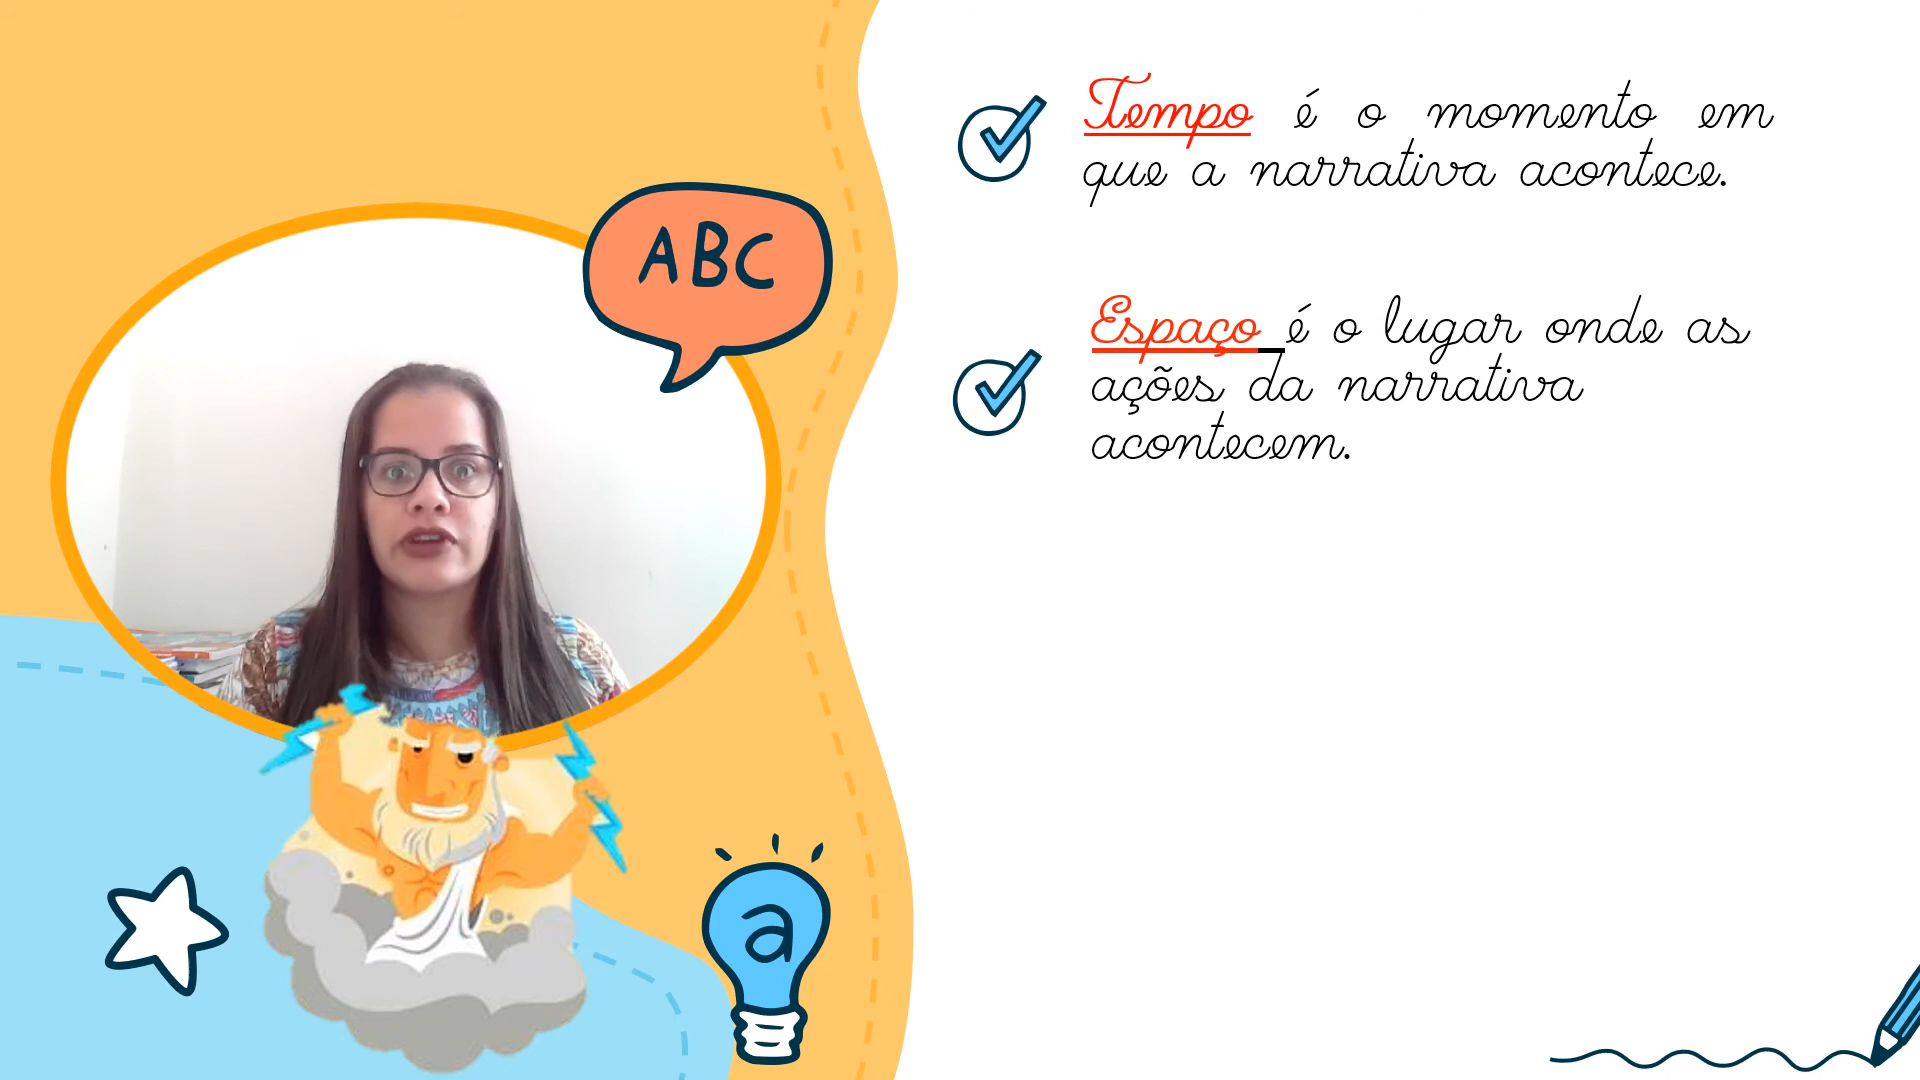 ABC
Tempo é o momento em
que a narrativa acontece.
Espaço é o lugar onde as
ações da narrativa
acontecem.
a